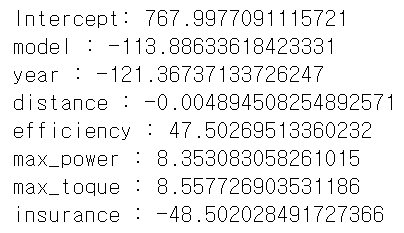 Intercept: 767.9977091115721
model : -113.88633618423331
year : -121.36737133726247
distance : -0.004894508254892571
efficiency : 47.50269513360232
max_power : 8.353083058261015
max_toque : 8.557726903531186
insurance : -48.502028491727366